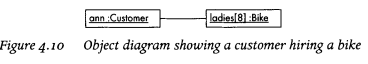 ann :Customer ladies[8] :Bike
Figure 4.10 Object diagram showing a customer hiring a bike